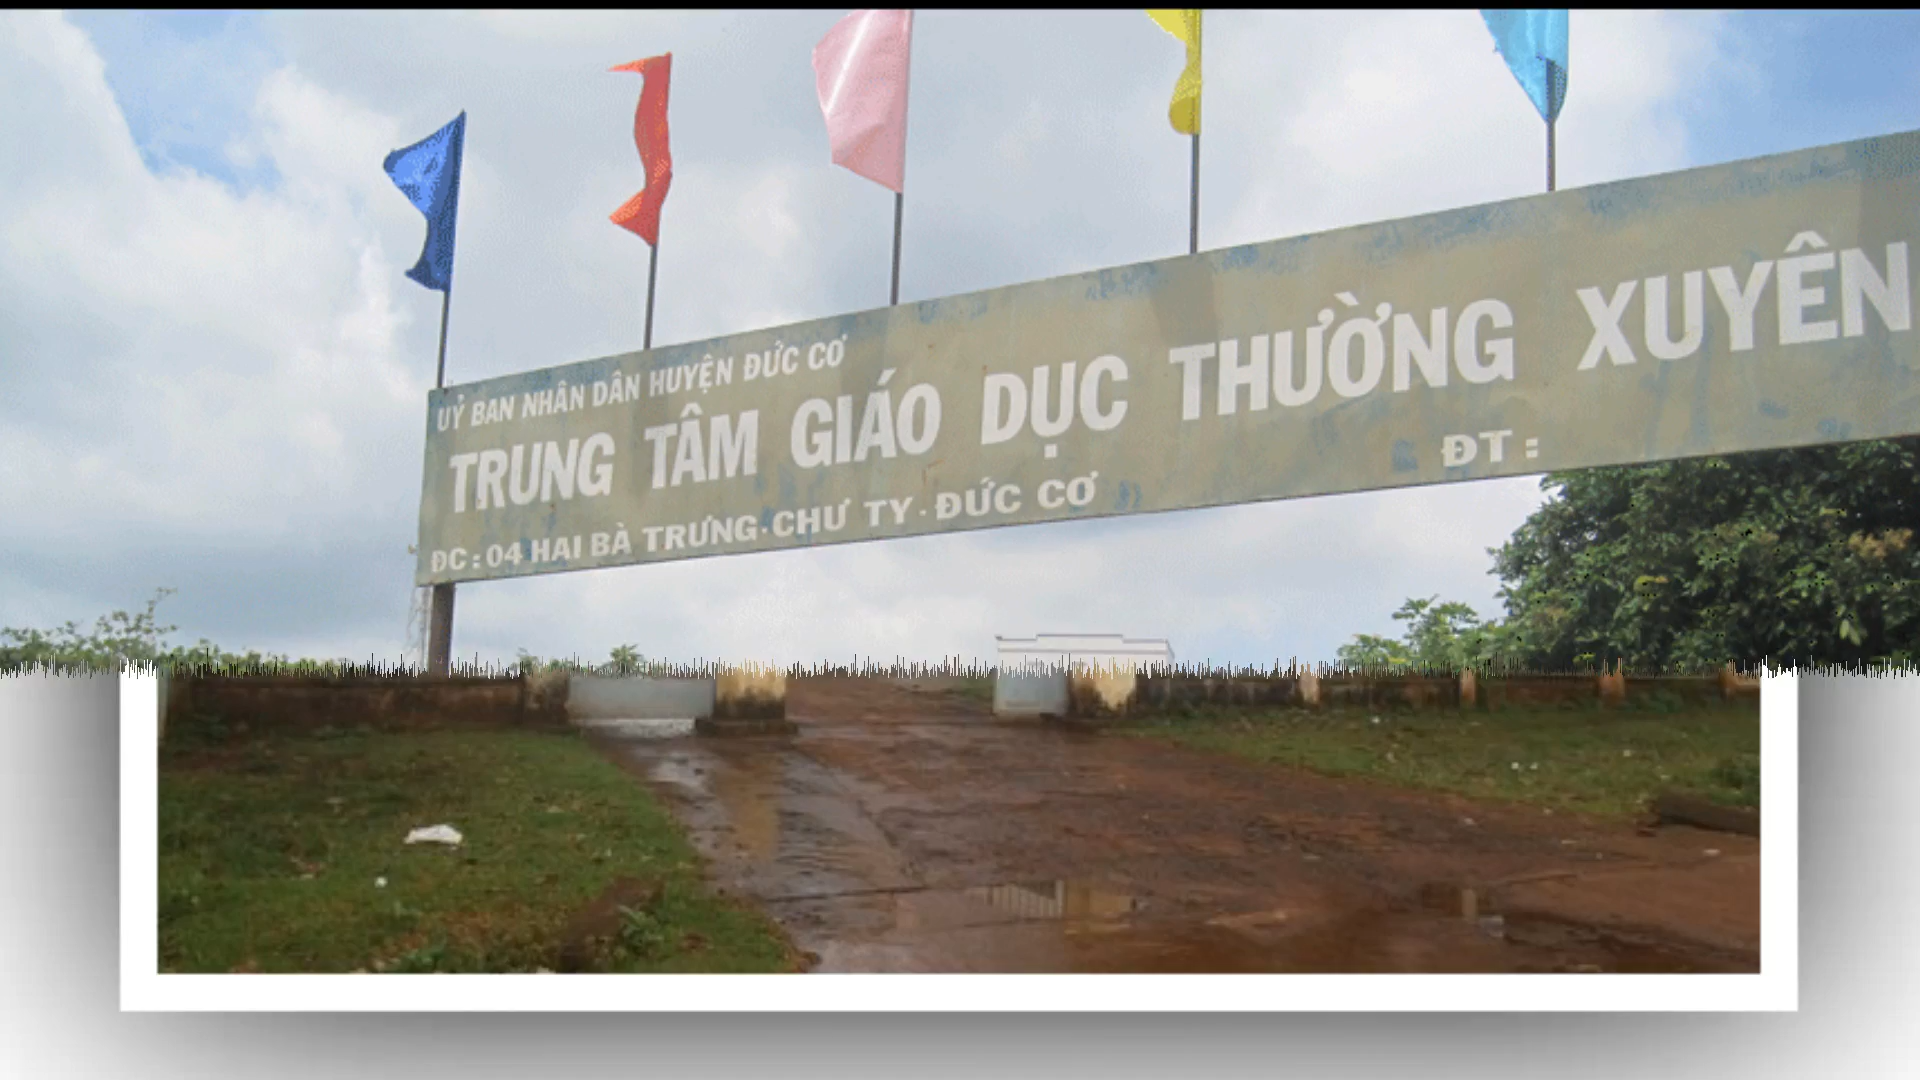 UỶ BAN NHÂN DÂN HUYỆN ĐỨC CƠ
TRUNG TÂM GIÁO DỤC THƯỜNG XUYÊN
ĐC : 04 HAI BÀ TRƯNG · CHƯ TY · ĐỨC CƠ ĐT :